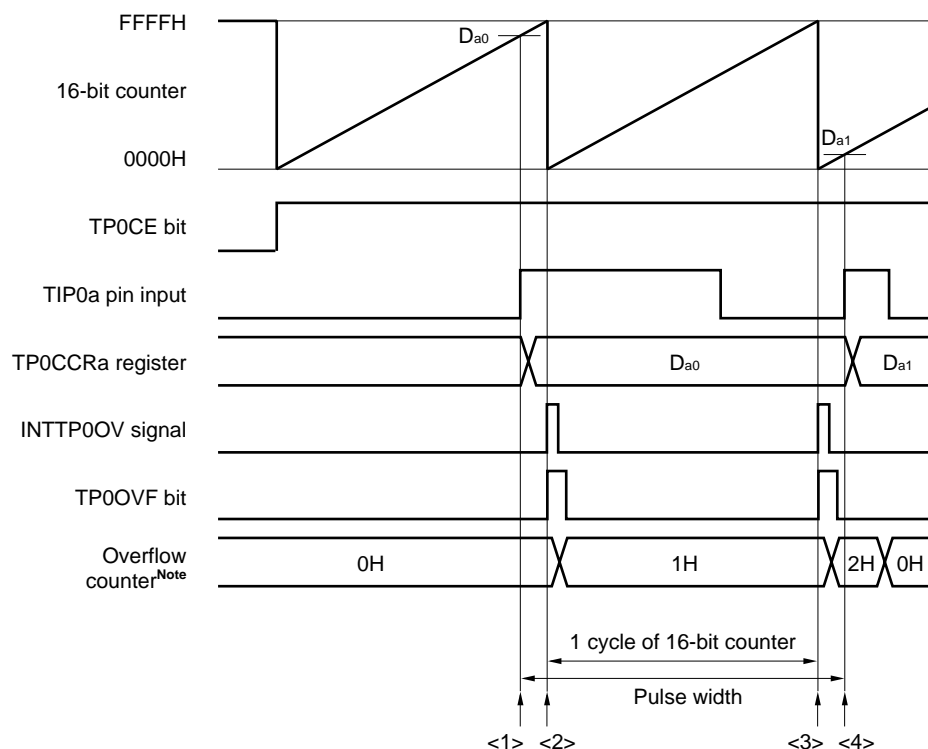 FFFFH
Da0
16-bit counter
Da1
0000H
TP0CE bit
TIP0a pin input
TP0CCRa register
Da0
Da1
INTTP0OV signal
TP0OVF bit
Overflow
counterNote
0H
1H
2H
0H
1 cycle of 16-bit counter
Pulse width
<1> <2> <3> <4>